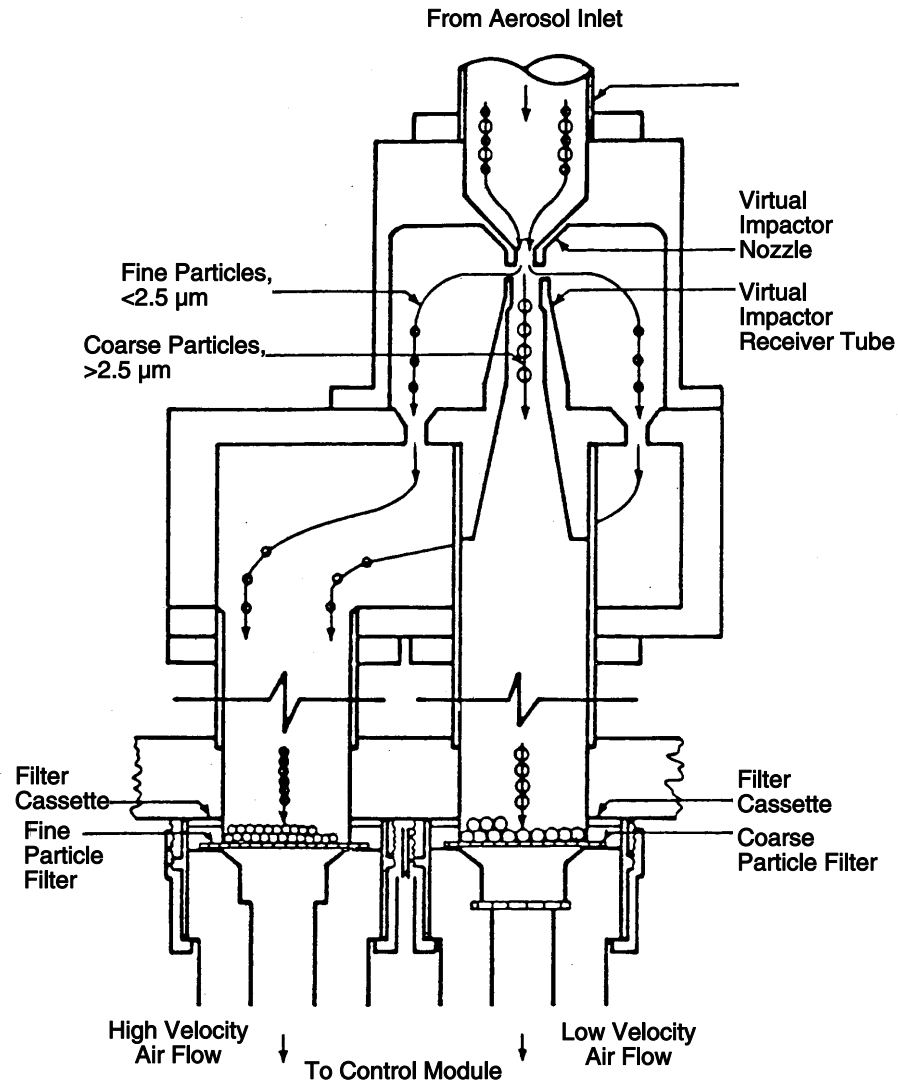 From Aerosol Inlet
Virtual
Impactor
Nozzle
Fine Particles,
<2.5 µm
Virtual
Impactor
Receiver Tube
Coarse Particles,
>2.5 µm
Filter
Cassette
Fine
Particle
Filter
Filter
Cassette
Coarse
Particle Filter
High Velocity
Air Flow
Low Velocity
Air Flow
To Control Module